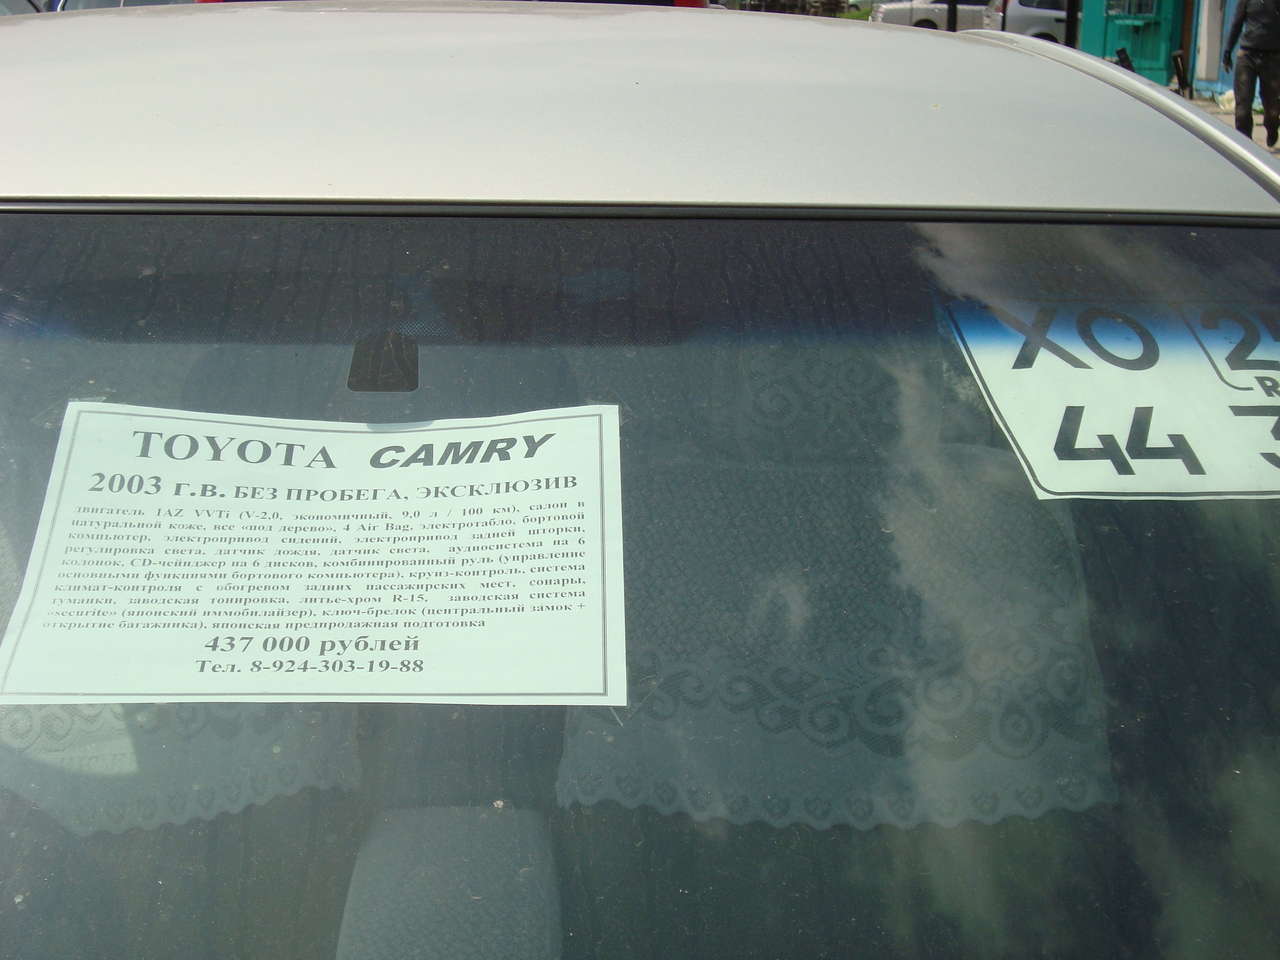 TOYOTA CAMRY
2003 Г.В. БЕЗ ПРОБЕГА, ЭКСКЛЮЗИВ
двигатель 1AZ VVTi (V-2,0, экономичный, 9,0 л / 100 км), салон в
натуральной коже, все «под дерево», 4 Air Bag, электротабло, бортовой
компьютер, электропривод сидений, электропривод задней шторки,
регулировка света, датчик дождя, датчик света, аудиосистема на 6
колонок, CD-чейнджер на 6 дисков, комбинированный руль (управление
основными функциями бортового компьютера), круиз-контроль, система
климат-контроля с обогревом задних пассажирских мест, сонары,
туманки, заводская тонировка, литье-хром R-15, заводская система
«securite» (японский иммобилайзер), ключ-брелок (центральный замок +
открытие багажника), японская предпродажная подготовка
437 000 рублей
Тел. 8-924-303-19-88
ХО 2
R
44 3